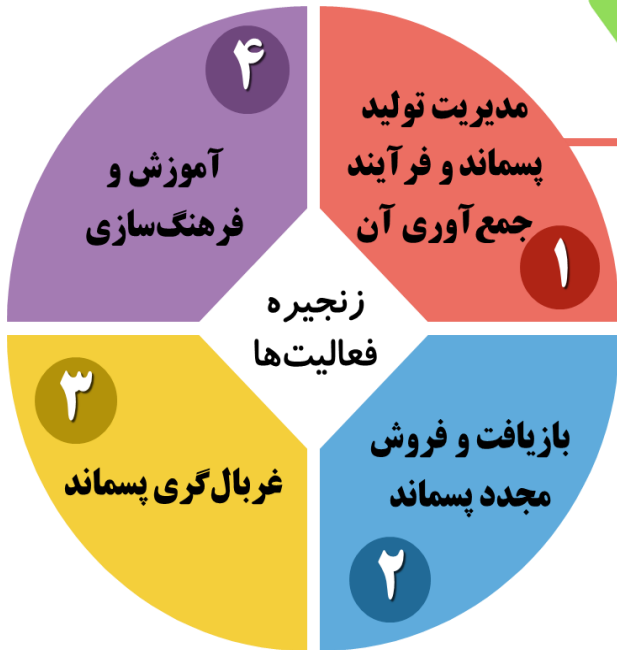 زنجیره
فعالیت‌ها
۱
مدیریت تولید
پسماند و فرآیند
جمع‌آوری آن
۲
بازیافت و فروش
مجدد پسماند
۳
غربال‌گری پسماند
۴
آموزش و
فرهنگ‌سازی